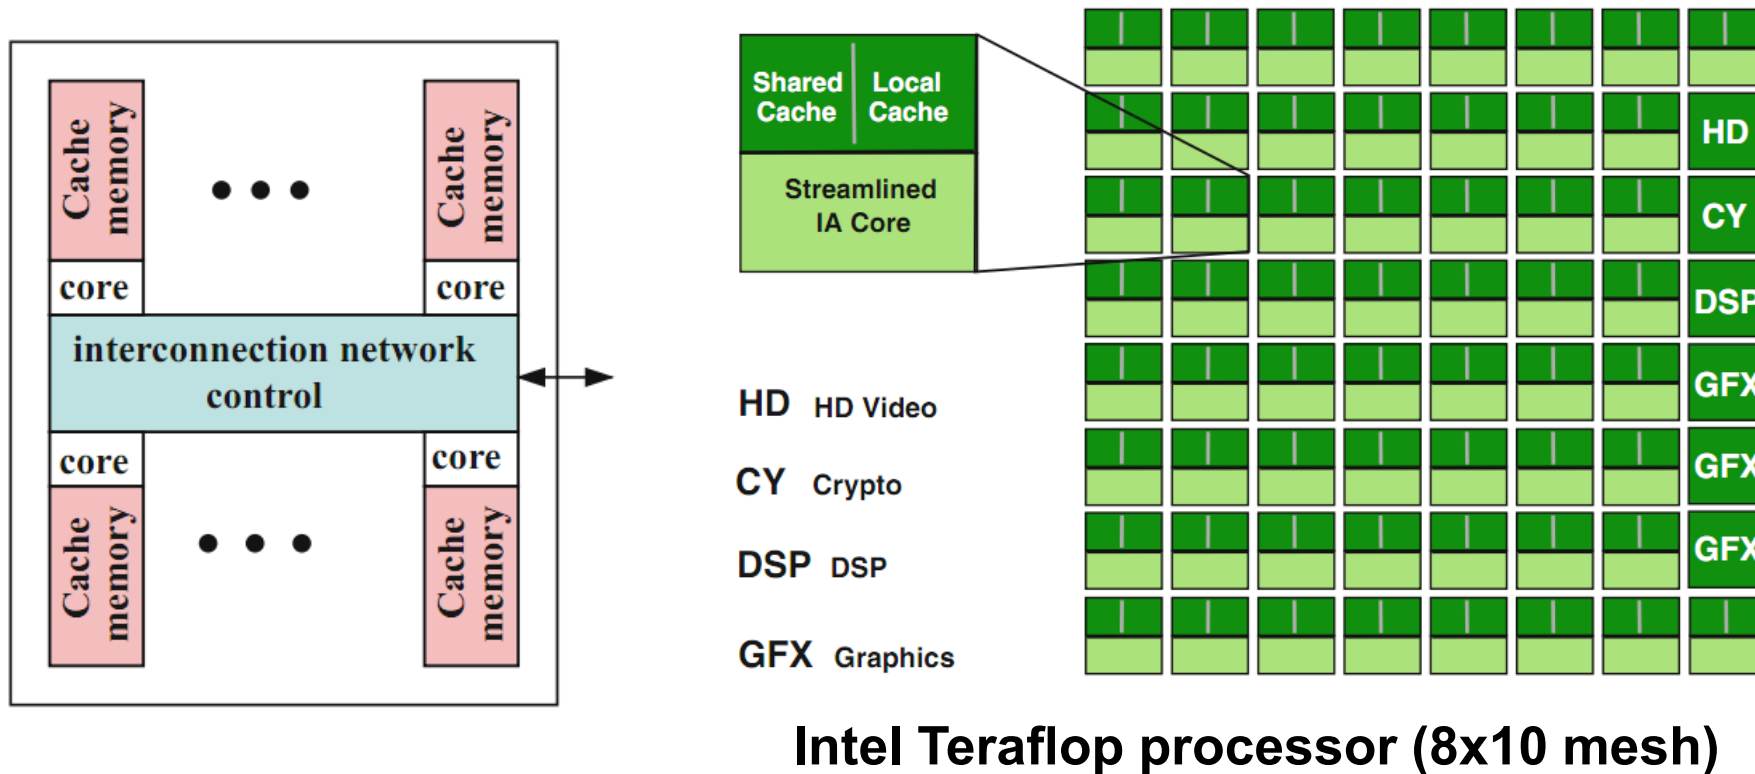 Cache
memory
Cache
memory
core
core
interconnection network
control
core
core
Cache
memory
Cache
memory
Shared
Cache
Local
Cache
Streamlined
IA Core
HD HD Video
CY Crypto
DSP DSP
GFX Graphics
HD
CY
DSP
GFX
GFX
GFX
Intel Teraflop processor (8x10 mesh)